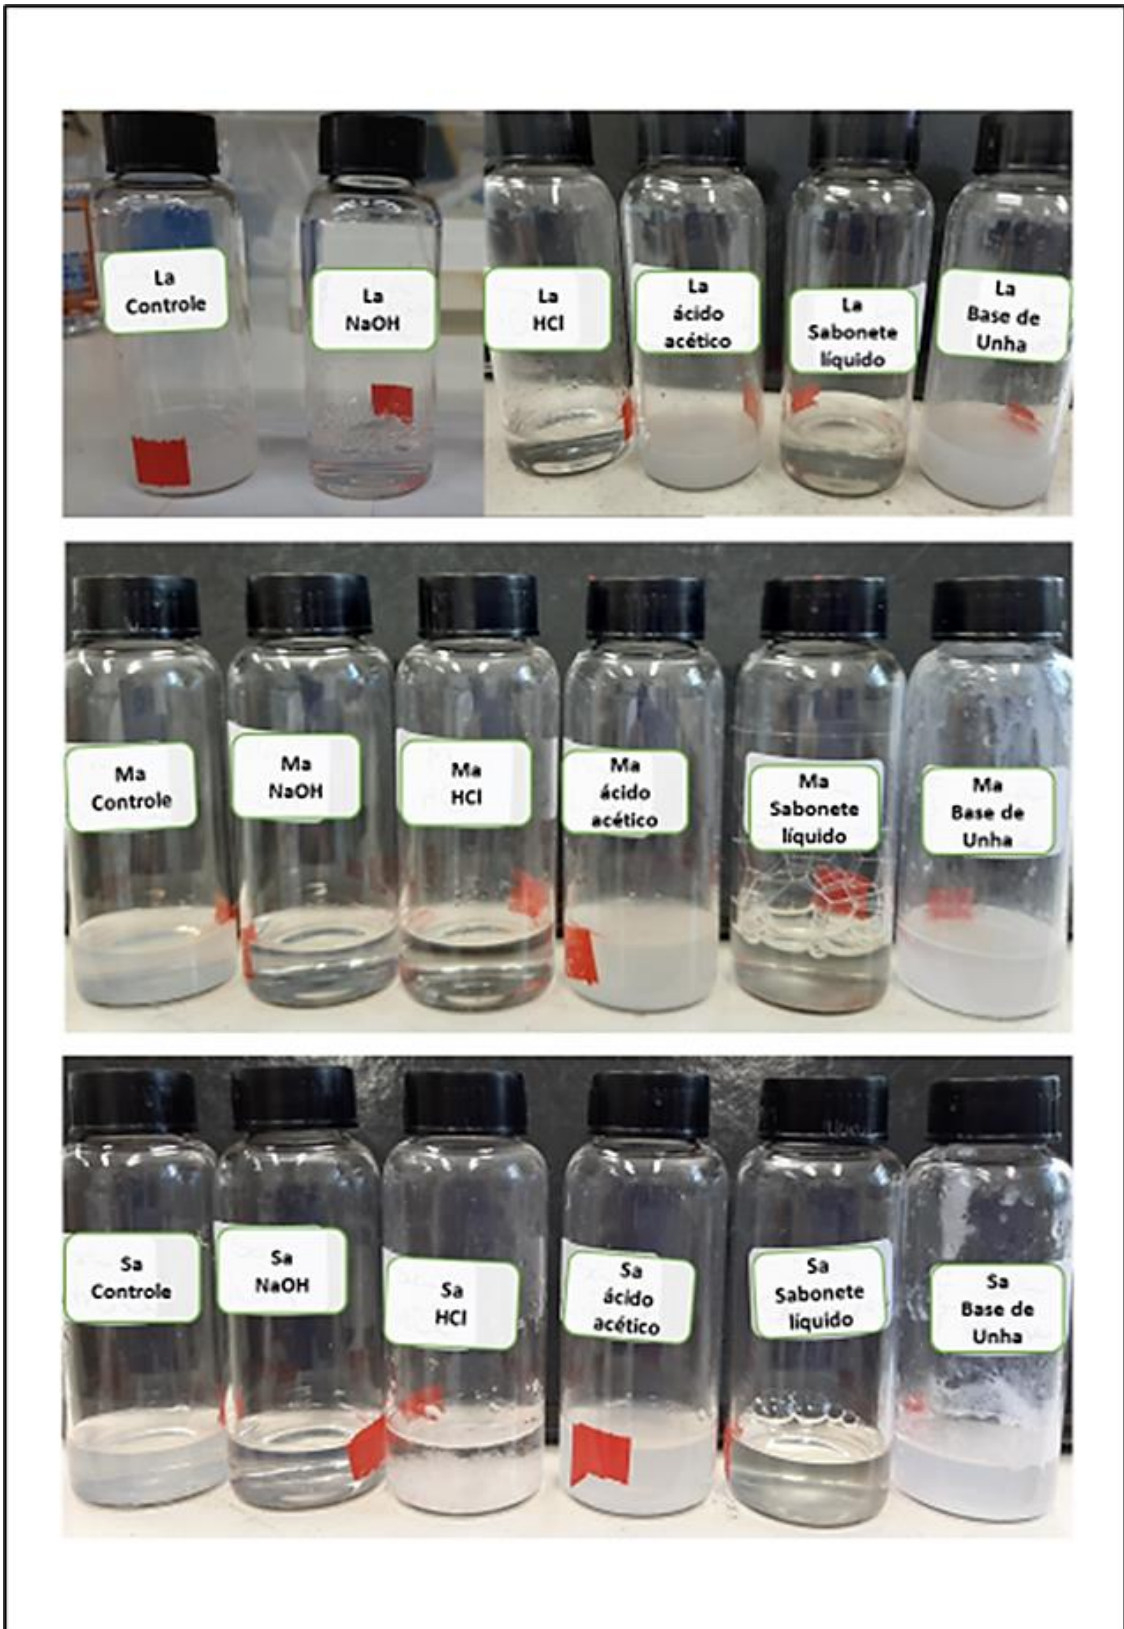 La
Controle
La
NaOH
La
HCl
La
ácido
acético
La
Sabonete
líquido
La
Base de
Unha
Ma
Controle
Ma
NaOH
Ma
HCl
Ma
ácido
acético
Ma
Sabonete
líquido
Ma
Base de
Unha
Sa
Controle
Sa
NaOH
Sa
HCl
Sa
ácido
acético
Sa
Sabonete
líquido
Sa
Base de
Unha